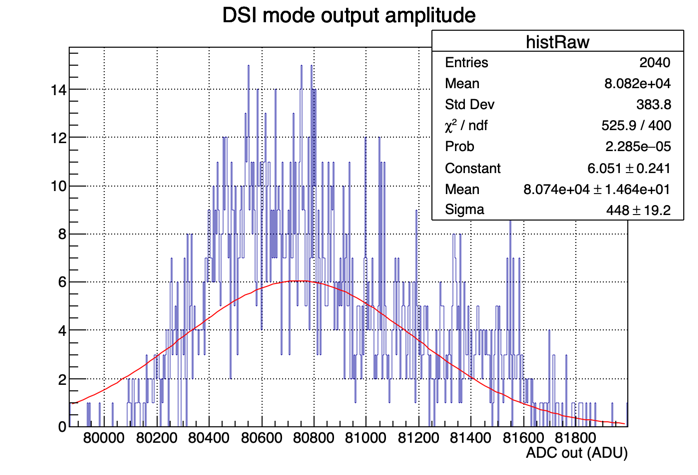 DSI mode output amplitude
histRaw
Entries 2040
Mean 8.082e+04
Std Dev 383.8
χ² / ndf 525.9 / 400
Prob 2.285e−05
Constant 6.051 ± 0.241
Mean 8.074e+04 ± 1.464e+01
Sigma 448 ± 19.2
14
12
10
8
6
4
2
0
80000 80200 80400 80600 80800 81000 81200 81400 81600 81800
ADC out (ADU)